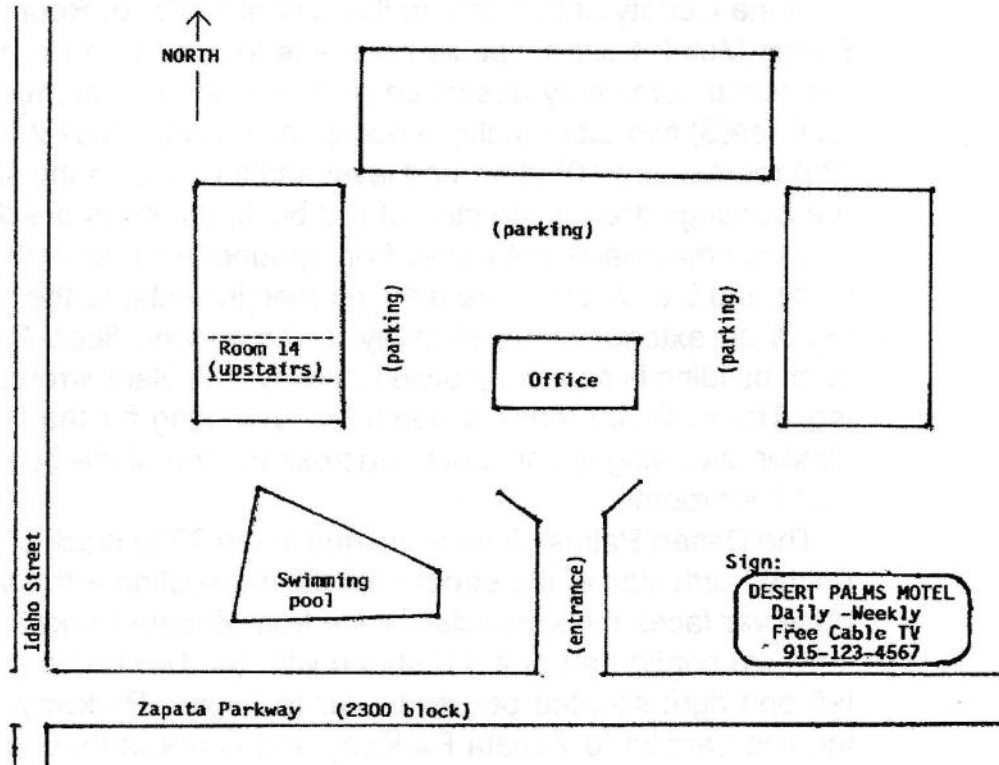 NORTH
(parking)
(parking)
(parking)
Room 14
(upstairs)
Office
Swimming
pool
Idaho Street
(entrance)
Sign:
DESERT PALMS MOTEL
Daily -Weekly
Free Cable TV
915-123-4567
Zapata Parkway (2300 block)